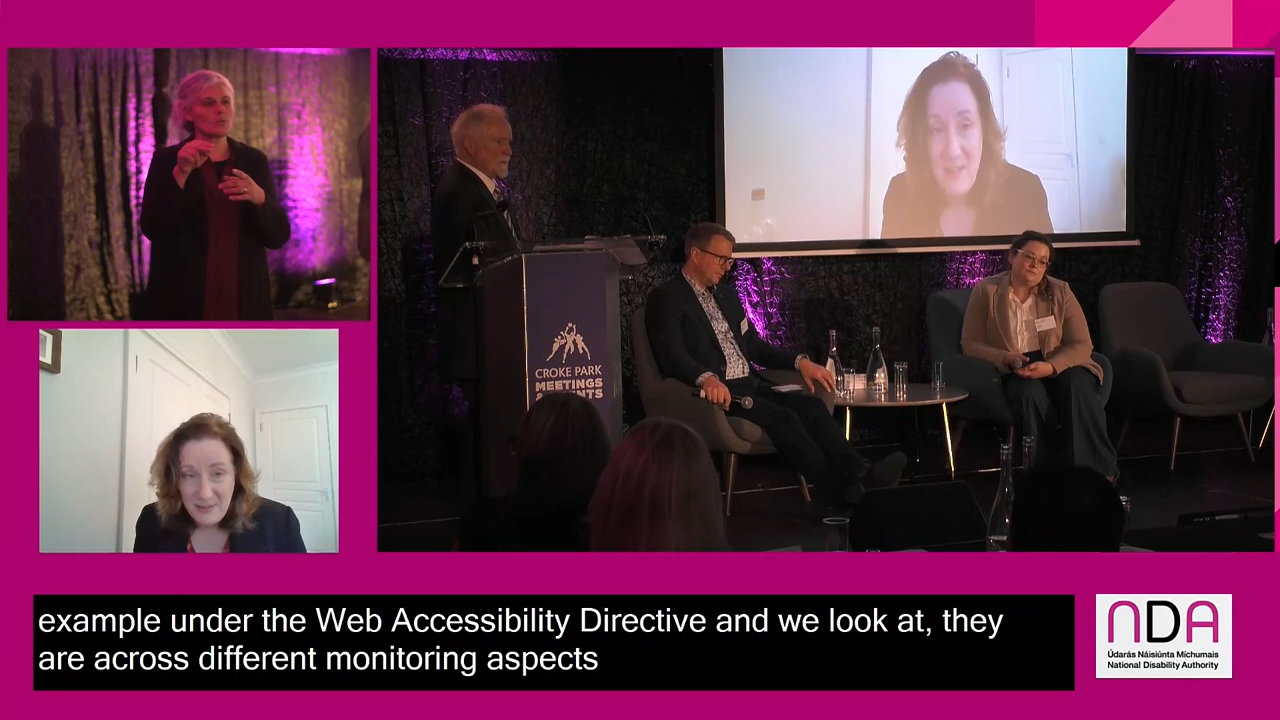 CROKE PARK
MEETINGS
& EVENTS
example under the Web Accessibility Directive and we look at, they
are across different monitoring aspects
NDA
Údarás Náisiúnta Míchumais
National Disability Authority